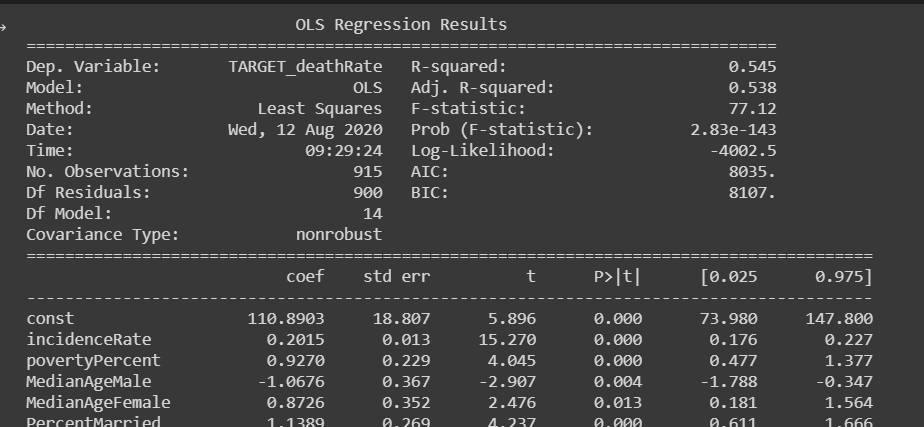 OLS Regression Results
==============================================================================
Dep. Variable: TARGET_deathRate R-squared: 0.545
Model: OLS Adj. R-squared: 0.538
Method: Least Squares F-statistic: 77.12
Date: Wed, 12 Aug 2020 Prob (F-statistic): 2.83e-143
Time: 09:29:24 Log-Likelihood: -4002.5
No. Observations: 915 AIC: 8035.
Df Residuals: 900 BIC: 8107.
Df Model: 14
Covariance Type: nonrobust
========================================================================================
coef std err t P>|t| [0.025 0.975]
----------------------------------------------------------------------------------------
const 110.8903 18.807 5.896 0.000 73.980 147.800
incidenceRate 0.2015 0.013 15.270 0.000 0.176 0.227
povertyPercent 0.9270 0.229 4.045 0.000 0.477 1.377
MedianAgeMale -1.0676 0.367 -2.907 0.004 -1.788 -0.347
MedianAgeFemale 0.8726 0.352 2.476 0.013 0.181 1.564
PercentMarried 1.1389 0.269 4.237 0.000 0.611 1.666